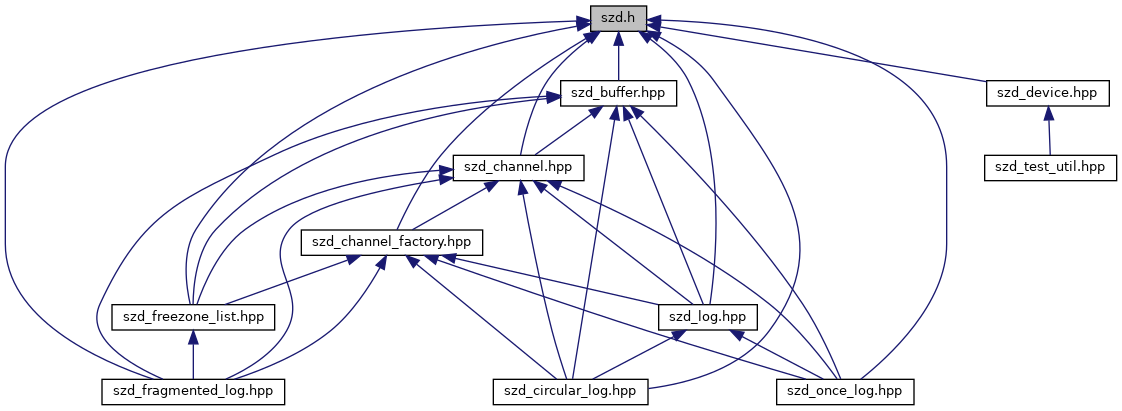 szd.h
szd_buffer.hpp
szd_device.hpp
szd_channel.hpp
szd_test_util.hpp
szd_channel_factory.hpp
szd_freezone_list.hpp
szd_log.hpp
szd_fragmented_log.hpp
szd_circular_log.hpp
szd_once_log.hpp